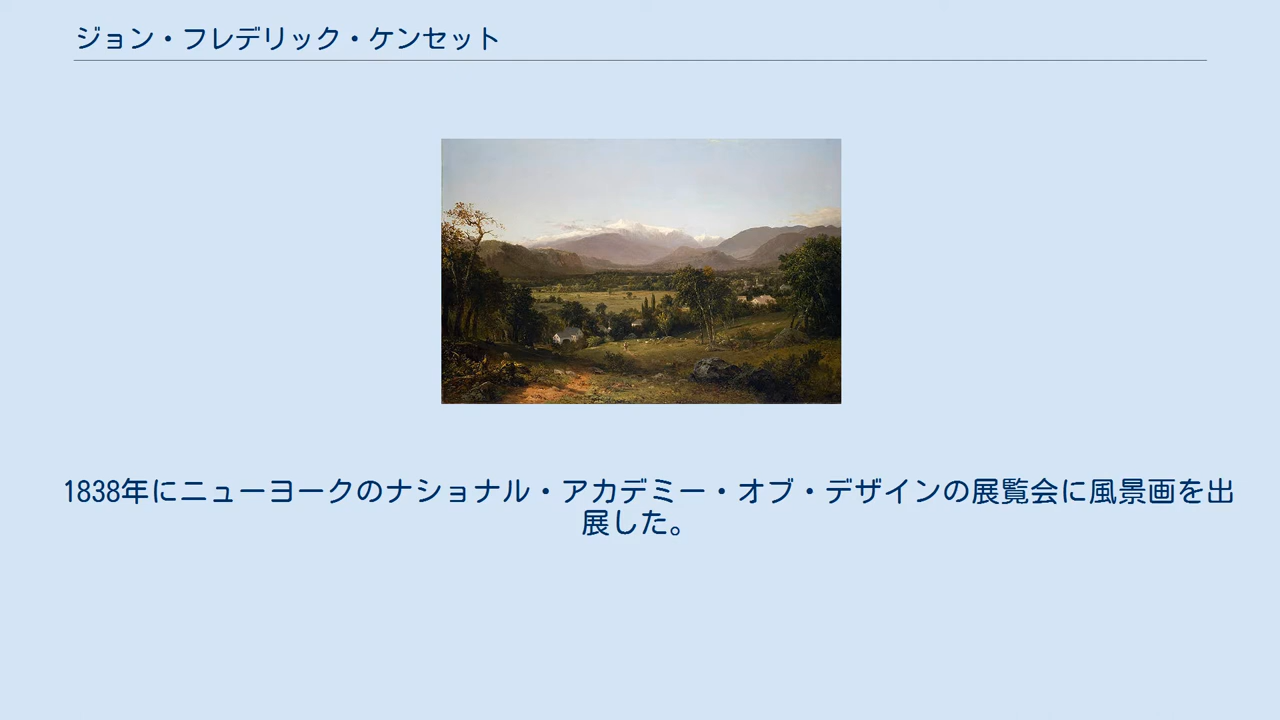 ジョン・フレデリック・ケンセット
1838年にニューヨークのナショナル・アカデミー・オブ・デザインの展覧会に風景画を出
展した。